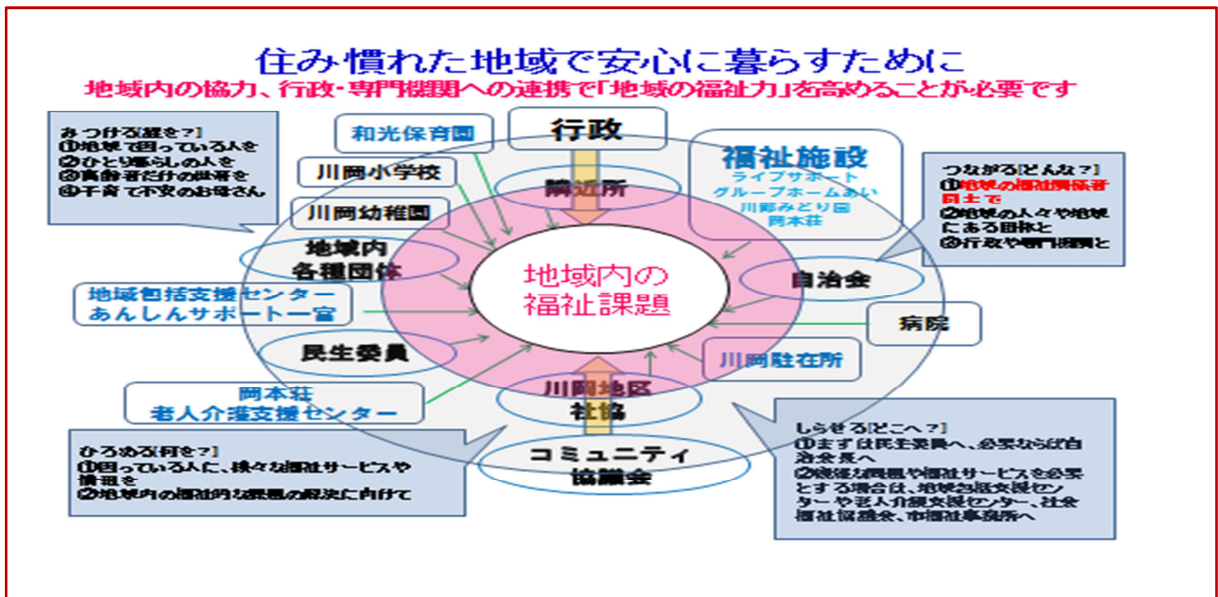 住み慣れた地域で安心に暮らすために
地域内の協力、行政・専門機関への連携で「地域の福祉力」を高めることが必要です
みつける[誰を?]
①地域で困っている人を
②ひとり暮らしの人を
③高齢者だけの世帯を
④子育て不安のお母さん
和光保育園
川岡小学校
川岡幼稚園
地域内
各種団体
地域包括支援センター
あんしんサポート一宮
民生委員
岡本荘
老人介護支援センター
行政
隣近所
福祉施設
ライブサポート
グループホームあい
川部みどり園
岡本荘
つながる[どんな?]
①地域の福祉関係者
同士で
②地域の人々や地域
にある団体と
③行政や専門機関と
自治会
病院
川岡駐在所
地域内の
福祉課題
川岡地区
社協
コミュニティ
協議会
ひろめる[何を?]
①困っている人に、様々な福祉サービスや
情報を
②地域内の福祉的な課題の解決に向けて
しらせる[どこへ?]
①まずは民生委員へ、必要ならば自
治会長へ
②複雑な問題や福祉サービスを必要
とする場合は、地域包括支援セン
ターや老人介護支援センター、社会
福祉協議会、市福祉事務所へ